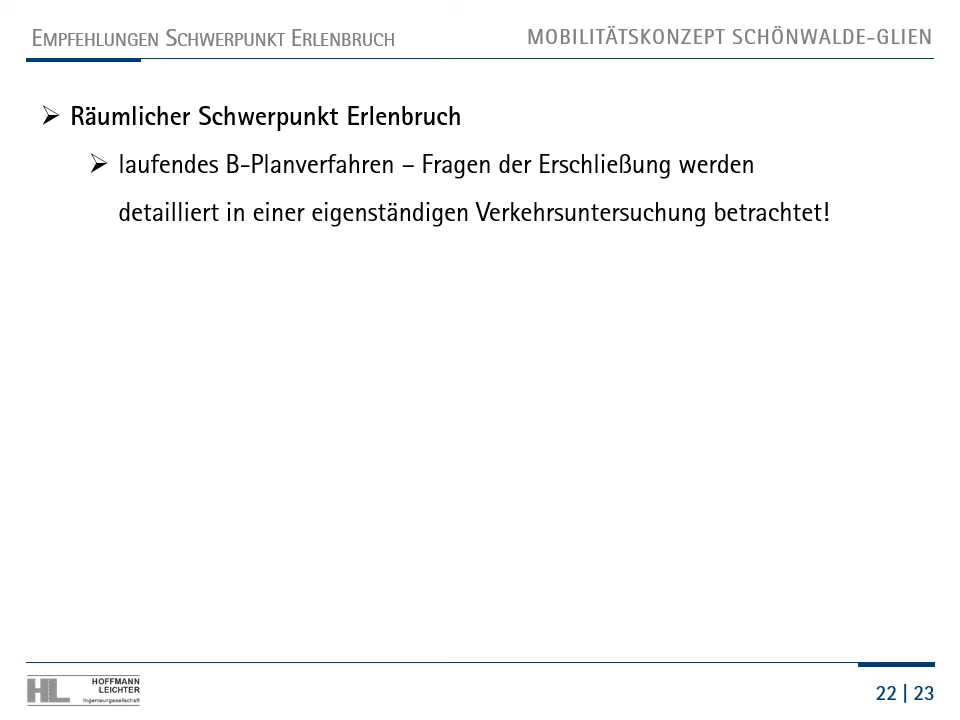 EMPFEHLUNGEN SCHWERPUNKT ERLENBRUCH
MOBILITÄTSKONZEPT SCHÖNWALDE-GLIEN
Räumlicher Schwerpunkt Erlenbruch
laufendes B-Planverfahren – Fragen der Erschließung werden
detailliert in einer eigenständigen Verkehrsuntersuchung betrachtet!
HL
HOFFMANN
LEICHTER
Ingenieurgesellschaft
22 | 23